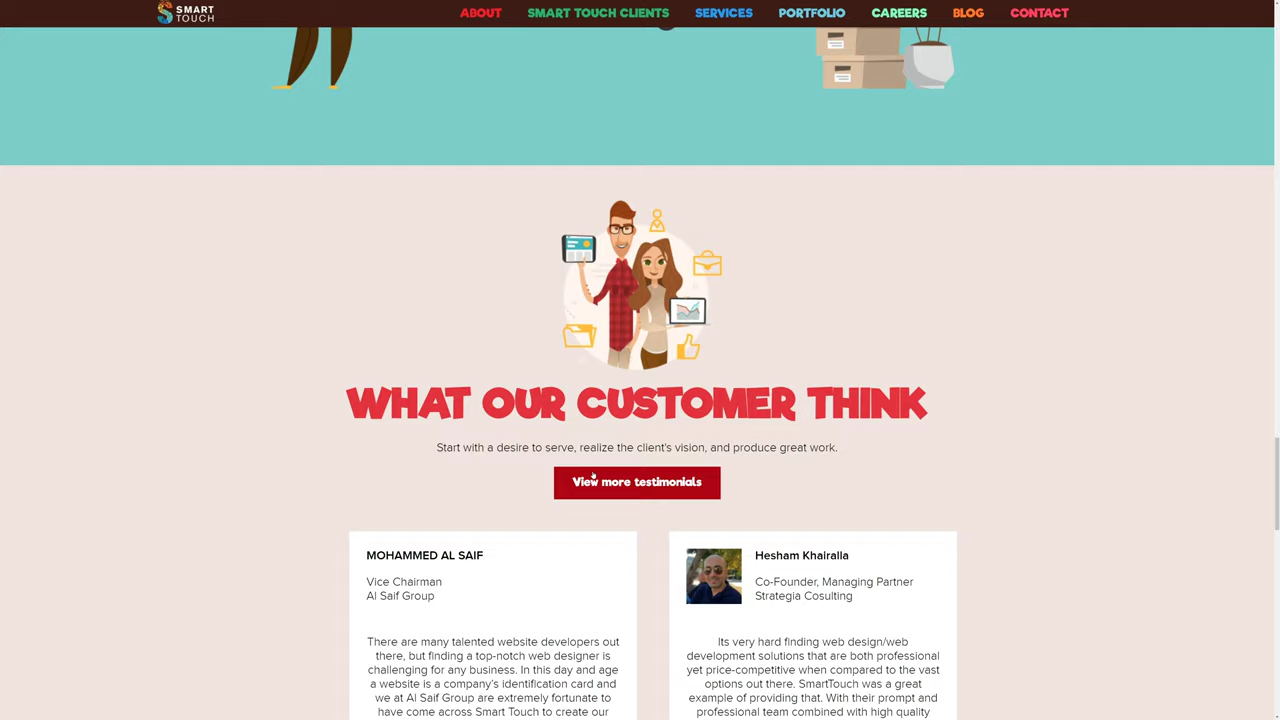 SMART
TOUCH
ABOUT SMART TOUCH CLIENTS SERVICES PORTFOLIO CAREERS BLOG CONTACT
WHAT OUR CUSTOMER THINK
Start with a desire to serve, realize the client's vision, and produce great work.
View more testimonials
MOHAMMED AL SAIF
Vice Chairman
Al Saif Group
There are many talented website developers out
there, but finding a top-notch web designer is
challenging for any business. In this day and age
a website is a company's identification card and
we at Al Saif Group are extremely fortunate to
have come across Smart Touch to create our
Hesham Khairalla
Co-Founder, Managing Partner
Strategia Cosulting
Its very hard finding web design/web
development solutions that are both professional
yet price-competitive when compared to the vast
options out there. SmartTouch was a great
example of providing that. With their prompt and
professional team combined with high quality